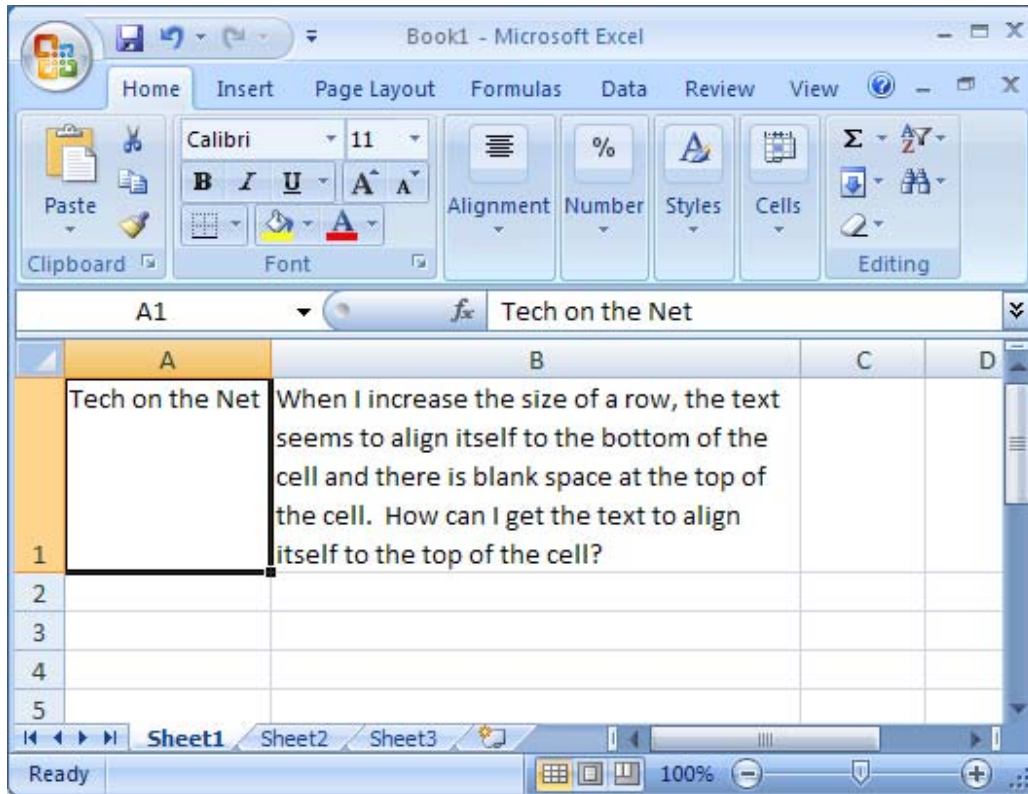 Book1 - Microsoft Excel
Home Insert Page Layout Formulas Data Review View
Calibri 11
B I U A A
Paste
Alignment Number Styles Cells
Clipboard Font Editing
A1 fx Tech on the Net
A B C D
Tech on the Net
When I increase the size of a row, the text
seems to align itself to the bottom of the
cell and there is blank space at the top of
the cell.  How can I get the text to align
itself to the top of the cell?
1
2
3
4
5
Sheet1 Sheet2 Sheet3
Ready 100%